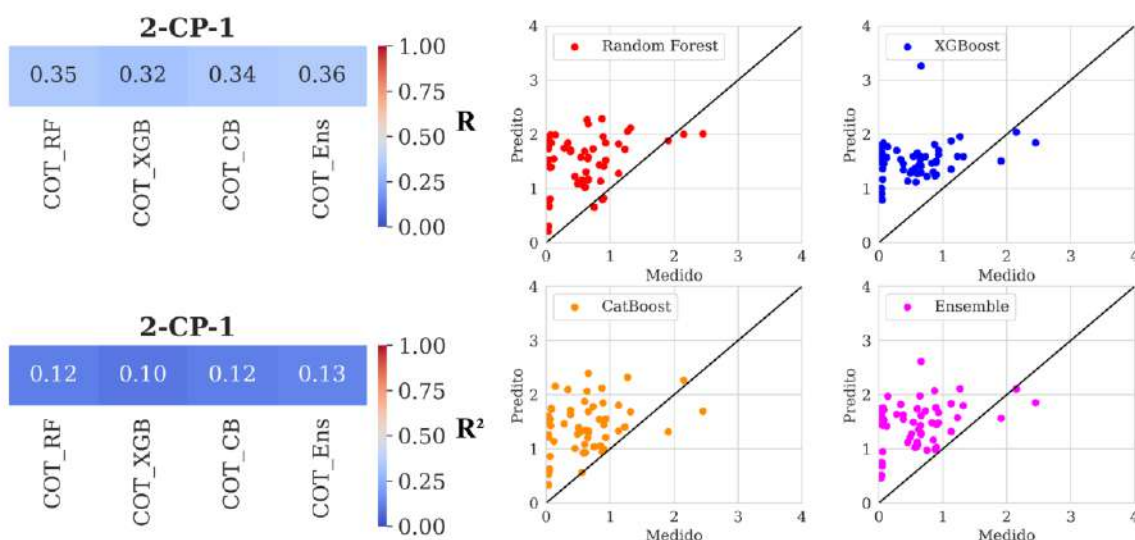 2-CP-1
0.35 0.32 0.34 0.36
COT_RF COT_XGB COT_CB COT_Ens
1.00
0.75
0.50
0.25
0.00
R
2-CP-1
0.12 0.10 0.12 0.13
COT_RF COT_XGB COT_CB COT_Ens
1.00
0.75
0.50
0.25
0.00
R²
Random Forest
Predito
4
3
2
1
0
0 1 2 3 4
Medido
XGBoost
Predito
4
3
2
1
0
0 1 2 3 4
Medido
CatBoost
Predito
4
3
2
1
0
0 1 2 3 4
Medido
Ensemble
Predito
4
3
2
1
0
0 1 2 3 4
Medido